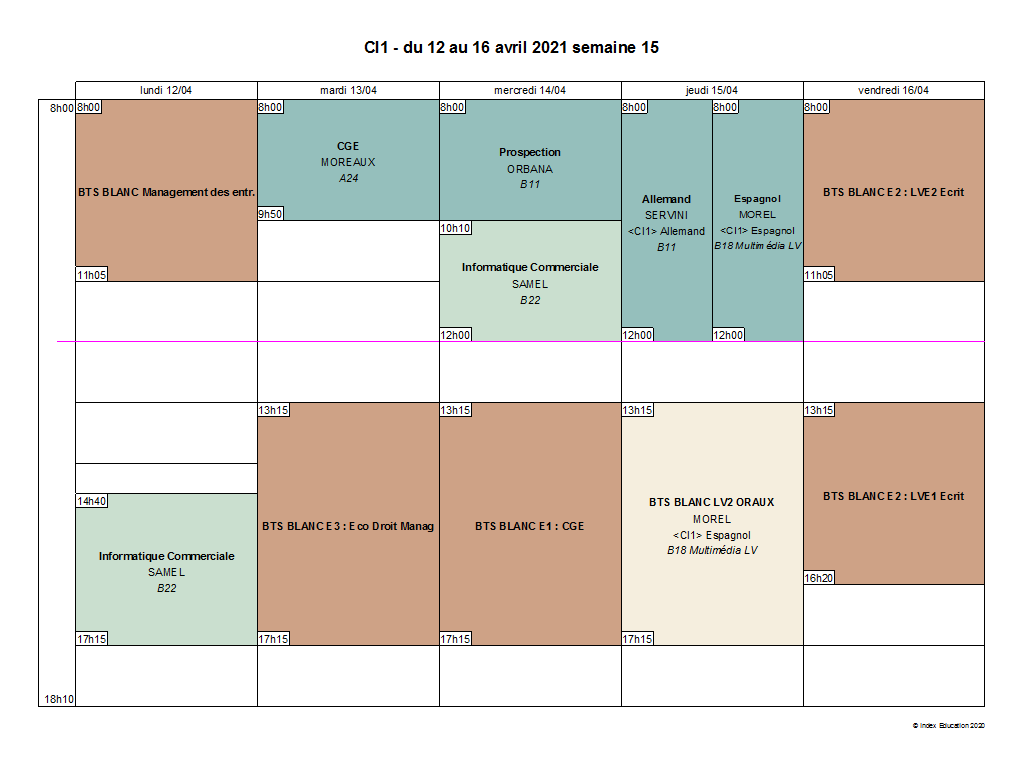 CI1 - du 12 au 16 avril 2021 semaine 15
lundi 12/04
mardi 13/04
mercredi 14/04
jeudi 15/04
vendredi 16/04
8h00
8h00
BTS BLANC Management des entr.
11h05
14h40
Informatique Commerciale
SAMEL
B22
17h15
8h00
CGE
MOREAUX
A24
9h50
13h15
BTS BLANC E 3 : Eco Droit Manag
17h15
8h00
Prospection
ORBANA
B11
10h10
Informatique Commerciale
SAMEL
B22
12h00
13h15
BTS BLANC E1 : CGE
17h15
8h00
Allemand
SERVINI
<CI1> Allemand
B11
12h00
8h00
Espagnol
MOREL
<CI1> Espagnol
B18 Multimédia LV
12h00
13h15
BTS BLANC LV2 ORAUX
MOREL
<CI1> Espagnol
B18 Multimédia LV
17h15
8h00
BTS BLANC E 2 : LVE2 Ecrit
11h05
13h15
BTS BLANC E 2 : LVE1 Ecrit
16h20
18h10
© Index Education 2020